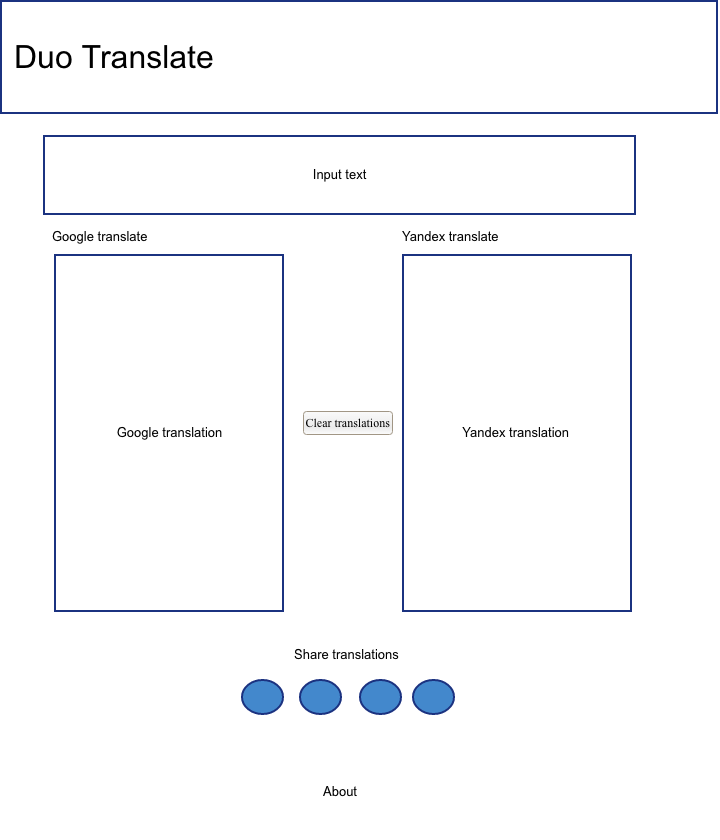 Duo Translate
Input text
Google translate
Yandex translate
Google translation
Clear translations
Yandex translation
Share translations
About